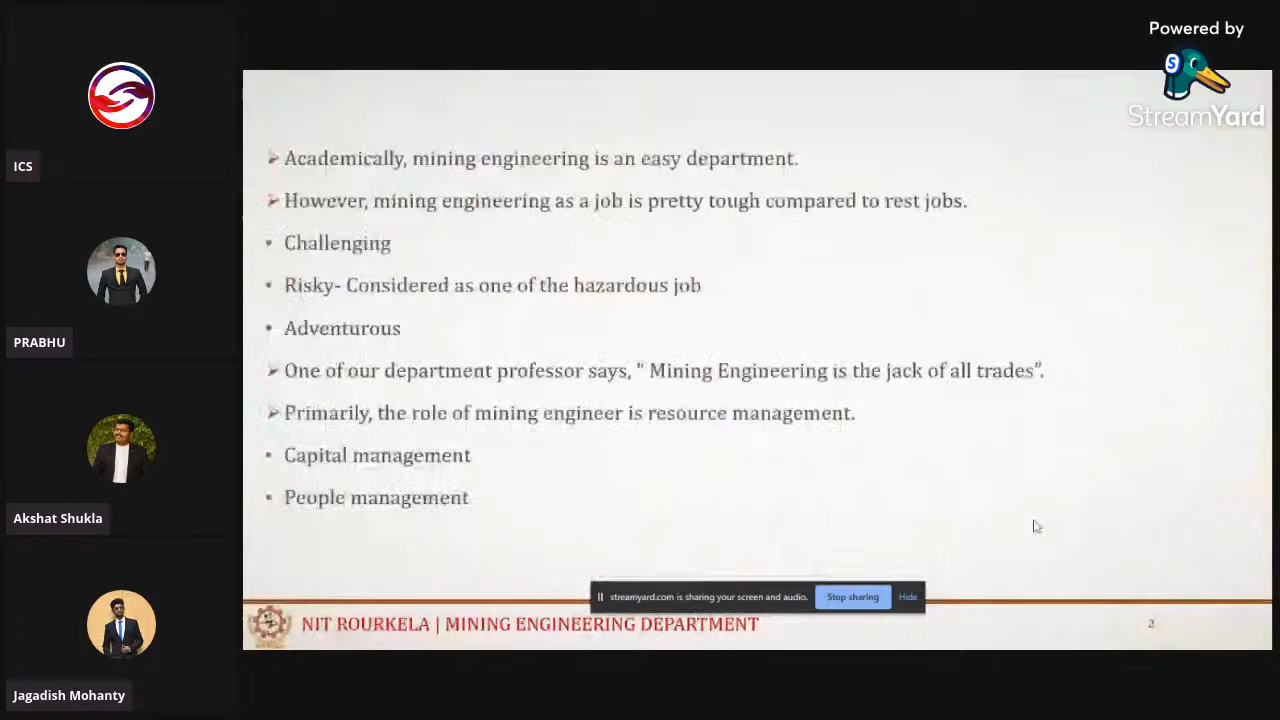 Powered by
StreamYard
ICS
PRABHU
Akshat Shukla
Jagadish Mohanty
➢ Academically, mining engineering is an easy department.
➢ However, mining engineering as a job is pretty tough compared to rest jobs.
• Challenging
• Risky- Considered as one of the hazardous job
• Adventurous
➢ One of our department professor says, " Mining Engineering is the jack of all trades”.
➢ Primarily, the role of mining engineer is resource management.
• Capital management
• People management
streamyard.com is sharing your screen and audio. Stop sharing Hide
NIT ROURKELA | MINING ENGINEERING DEPARTMENT 2